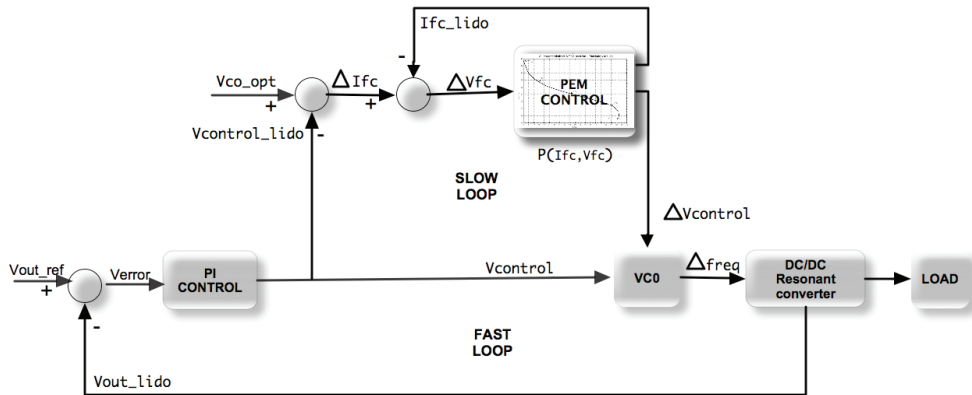 Ifc_lido
-
Vco_opt
+
Δ Ifc
+
ΔVfc
PEM
CONTROL
Vcontrol_lido
-
P(Ifc,Vfc)
SLOW
LOOP
ΔVcontrol
Vout_ref
+
Verror
PI
CONTROL
Vcontrol
VC0
Δfreq
DC/DC
Resonant
converter
LOAD
-
FAST
LOOP
Vout_lido